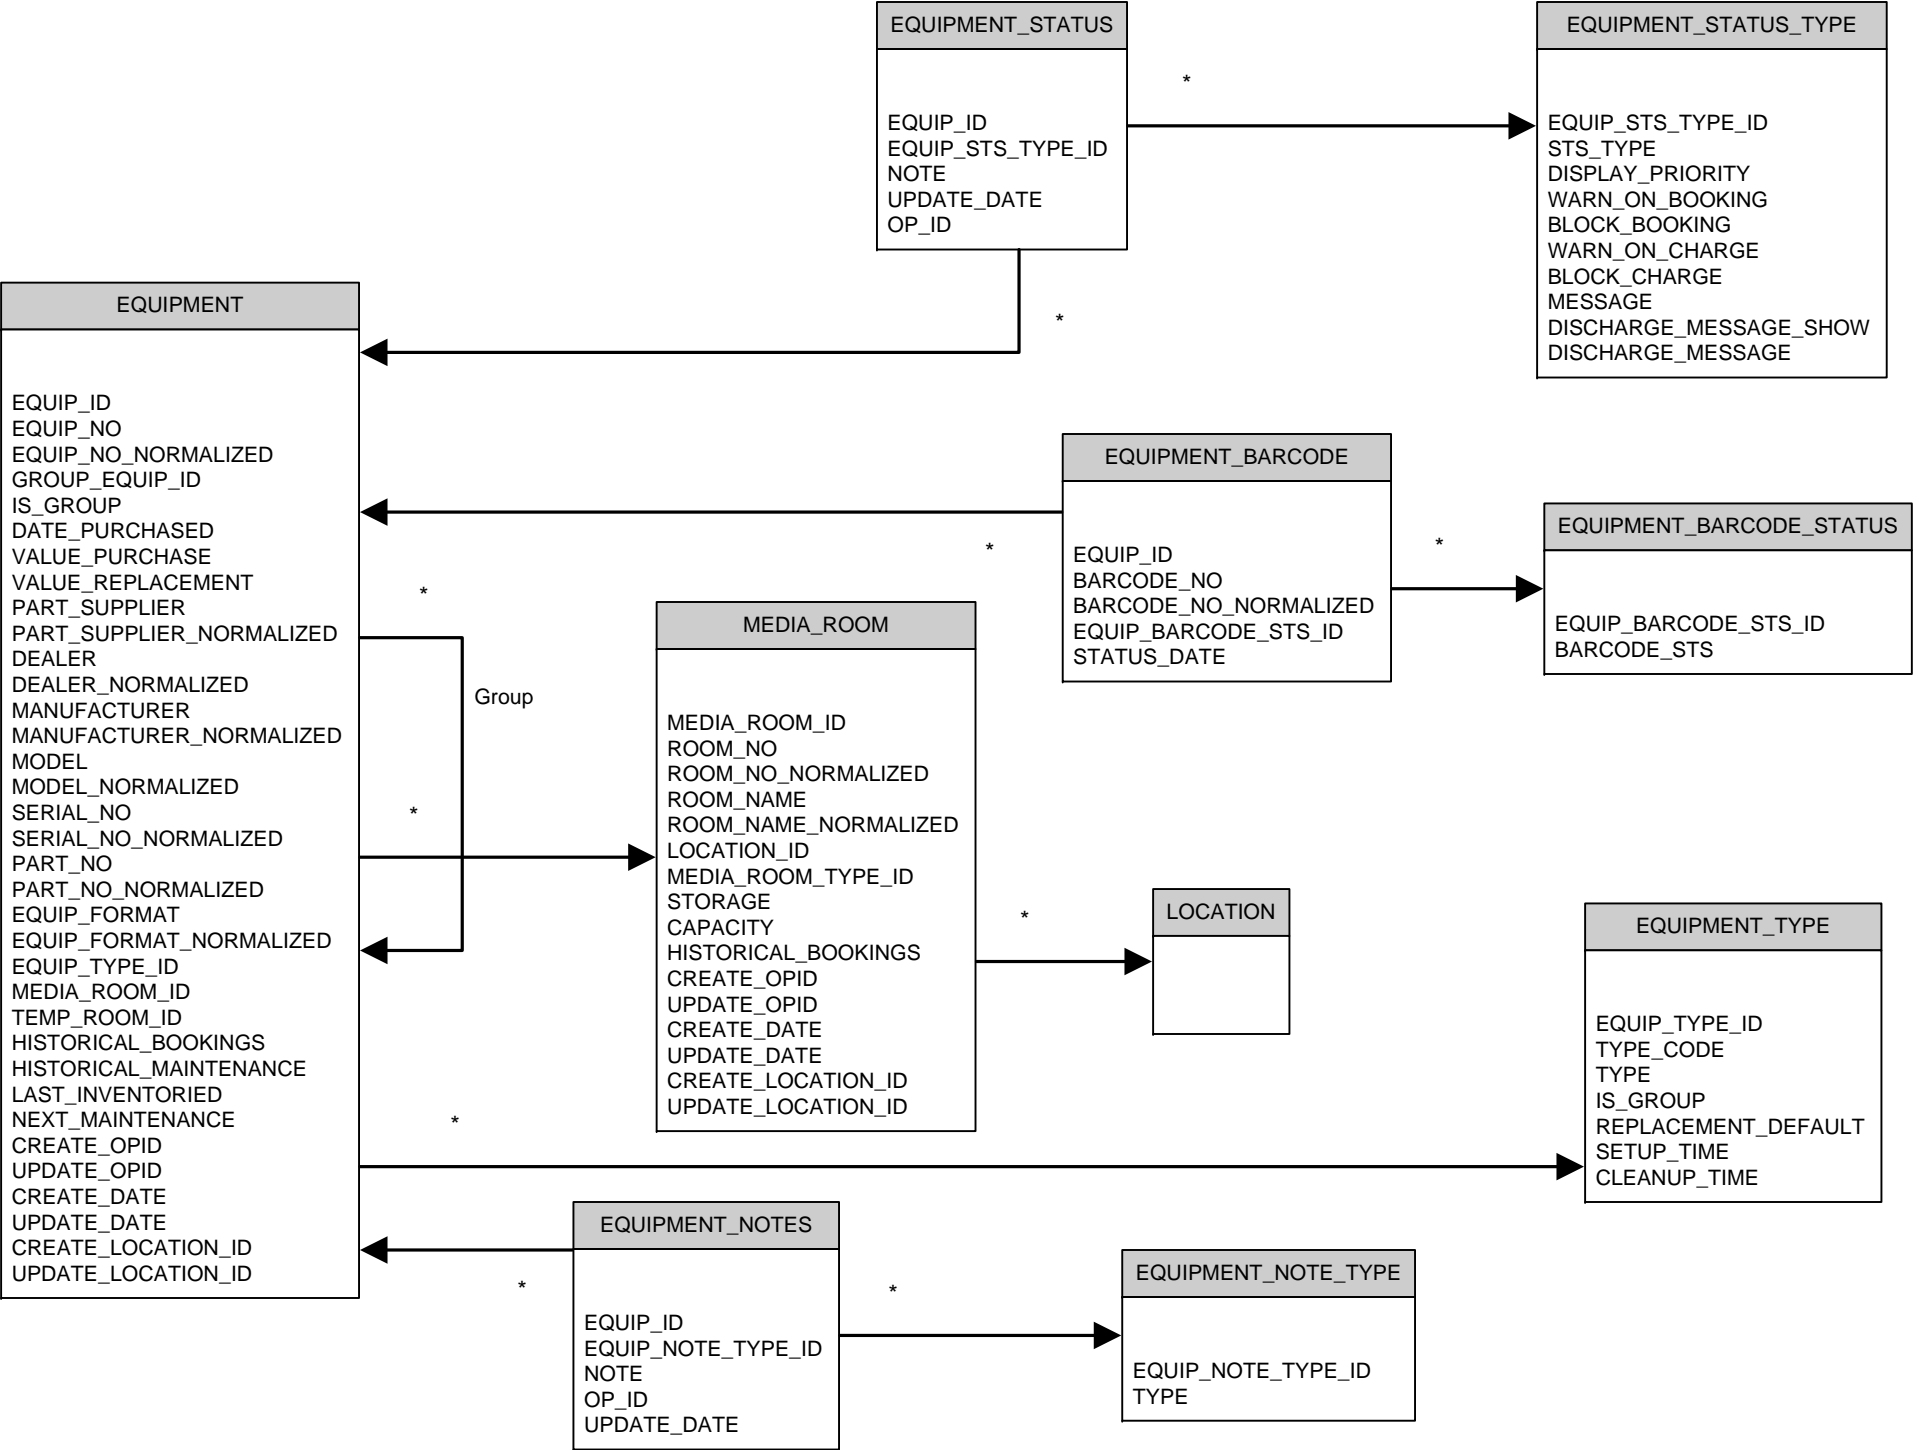 EQUIPMENT_STATUS
EQUIP_ID
EQUIP_STS_TYPE_ID
NOTE
UPDATE_DATE
OP_ID
*
*
EQUIPMENT_STATUS_TYPE
EQUIP_STS_TYPE_ID
STS_TYPE
DISPLAY_PRIORITY
WARN_ON_BOOKING
BLOCK_BOOKING
WARN_ON_CHARGE
BLOCK_CHARGE
MESSAGE
DISCHARGE_MESSAGE_SHOW
DISCHARGE_MESSAGE
EQUIPMENT
EQUIP_ID
EQUIP_NO
EQUIP_NO_NORMALIZED
GROUP_EQUIP_ID
IS_GROUP
DATE_PURCHASED
VALUE_PURCHASE
VALUE_REPLACEMENT
PART_SUPPLIER
PART_SUPPLIER_NORMALIZED
DEALER
DEALER_NORMALIZED
MANUFACTURER
MANUFACTURER_NORMALIZED
MODEL
MODEL_NORMALIZED
SERIAL_NO
SERIAL_NO_NORMALIZED
PART_NO
PART_NO_NORMALIZED
EQUIP_FORMAT
EQUIP_FORMAT_NORMALIZED
EQUIP_TYPE_ID
MEDIA_ROOM_ID
TEMP_ROOM_ID
HISTORICAL_BOOKINGS
HISTORICAL_MAINTENANCE
LAST_INVENTORIED
NEXT_MAINTENANCE
CREATE_OPID
UPDATE_OPID
CREATE_DATE
UPDATE_DATE
CREATE_LOCATION_ID
UPDATE_LOCATION_ID
*
Group
*
*
EQUIPMENT_BARCODE
EQUIP_ID
BARCODE_NO
BARCODE_NO_NORMALIZED
EQUIP_BARCODE_STS_ID
STATUS_DATE
*
*
EQUIPMENT_BARCODE_STATUS
EQUIP_BARCODE_STS_ID
BARCODE_STS
MEDIA_ROOM
MEDIA_ROOM_ID
ROOM_NO
ROOM_NO_NORMALIZED
ROOM_NAME
ROOM_NAME_NORMALIZED
LOCATION_ID
MEDIA_ROOM_TYPE_ID
STORAGE
CAPACITY
HISTORICAL_BOOKINGS
CREATE_OPID
UPDATE_OPID
CREATE_DATE
UPDATE_DATE
CREATE_LOCATION_ID
UPDATE_LOCATION_ID
*
LOCATION
EQUIPMENT_TYPE
EQUIP_TYPE_ID
TYPE_CODE
TYPE
IS_GROUP
REPLACEMENT_DEFAULT
SETUP_TIME
CLEANUP_TIME
EQUIPMENT_NOTES
EQUIP_ID
EQUIP_NOTE_TYPE_ID
NOTE
OP_ID
UPDATE_DATE
*
*
EQUIPMENT_NOTE_TYPE
EQUIP_NOTE_TYPE_ID
TYPE